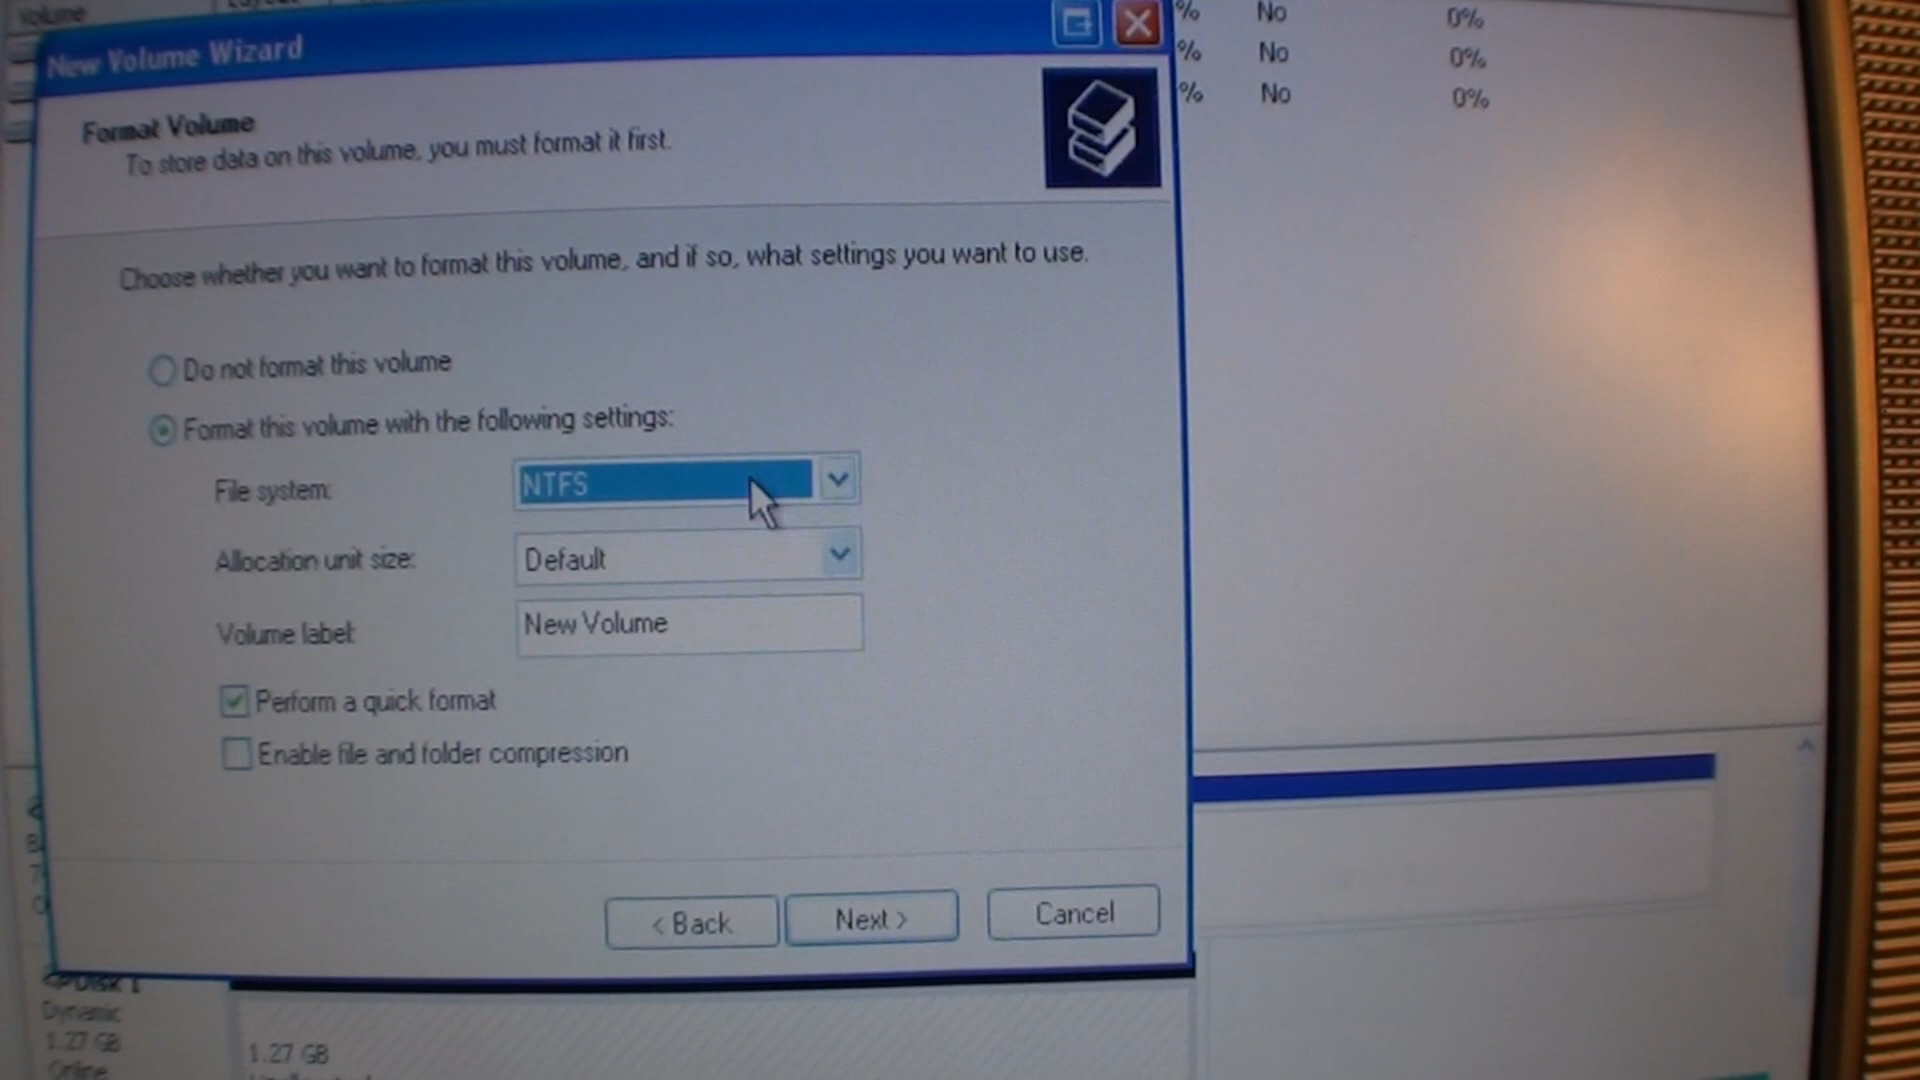 Volume
New Volume Wizard
% No 0%
% No 0%
% No 0%
Format Volume
To store data on this volume, you must format it first.
Choose whether you want to format this volume, and if so, what settings you want to use.
Do not format this volume
Format this volume with the following settings:
File system: NTFS
Allocation unit size: Default
Volume label: New Volume
Perform a quick format
Enable file and folder compression
< Back Next > Cancel
Disk 1
Dynamic
1.27 GB
Online
1.27 GB